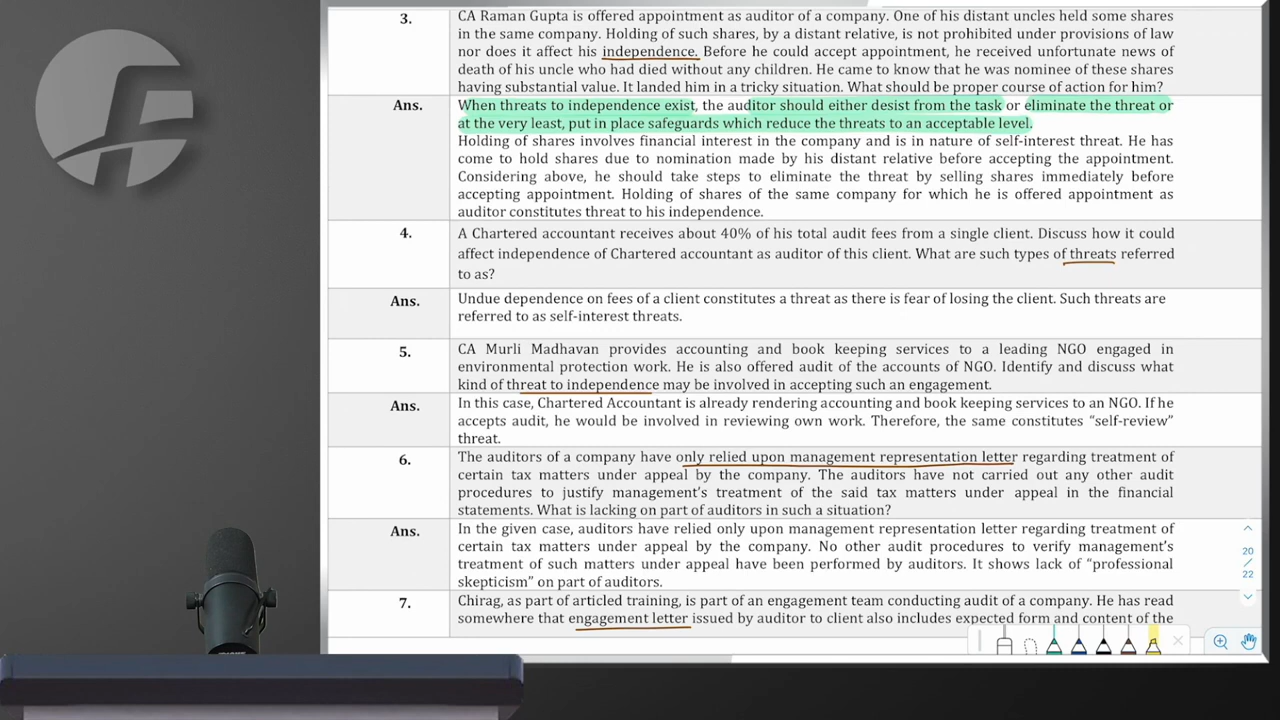 3.
CA Raman Gupta is offered appointment as auditor of a company. One of his distant uncles held some shares
in the same company. Holding of such shares, by a distant relative, is not prohibited under provisions of law
nor does it affect his independence. Before he could accept appointment, he received unfortunate news of
death of his uncle who had died without any children. He came to know that he was nominee of these shares
having substantial value. It landed him in a tricky situation. What should be proper course of action for him?
Ans.
When threats to independence exist, the auditor should either desist from the task or eliminate the threat or
at the very least, put in place safeguards which reduce the threats to an acceptable level.
Holding of shares involves financial interest in the company and is in nature of self-interest threat. He has
come to hold shares due to nomination made by his distant relative before accepting the appointment.
Considering above, he should take steps to eliminate the threat by selling shares immediately before
accepting appointment. Holding of shares of the same company for which he is offered appointment as
auditor constitutes threat to his independence.
4.
A Chartered accountant receives about 40% of his total audit fees from a single client. Discuss how it could
affect independence of Chartered accountant as auditor of this client. What are such types of threats referred
to as?
Ans.
Undue dependence on fees of a client constitutes a threat as there is fear of losing the client. Such threats are
referred to as self-interest threats.
5.
CA Murli Madhavan provides accounting and book keeping services to a leading NGO engaged in
environmental protection work. He is also offered audit of the accounts of NGO. Identify and discuss what
kind of threat to independence may be involved in accepting such an engagement.
Ans.
In this case, Chartered Accountant is already rendering accounting and book keeping services to an NGO. If he
accepts audit, he would be involved in reviewing own work. Therefore, the same constitutes “self-review”
threat.
6.
The auditors of a company have only relied upon management representation letter regarding treatment of
certain tax matters under appeal by the company. The auditors have not carried out any other audit
procedures to justify management’s treatment of the said tax matters under appeal in the financial
statements. What is lacking on part of auditors in such a situation?
Ans.
In the given case, auditors have relied only upon management representation letter regarding treatment of
certain tax matters under appeal by the company. No other audit procedures to verify management’s
treatment of such matters under appeal have been performed by auditors. It shows lack of “professional
skepticism” on part of auditors.
7.
Chirag, as part of articled training, is part of an engagement team conducting audit of a company. He has read
somewhere that engagement letter issued by auditor to client also includes expected form and content of the
20
/
22